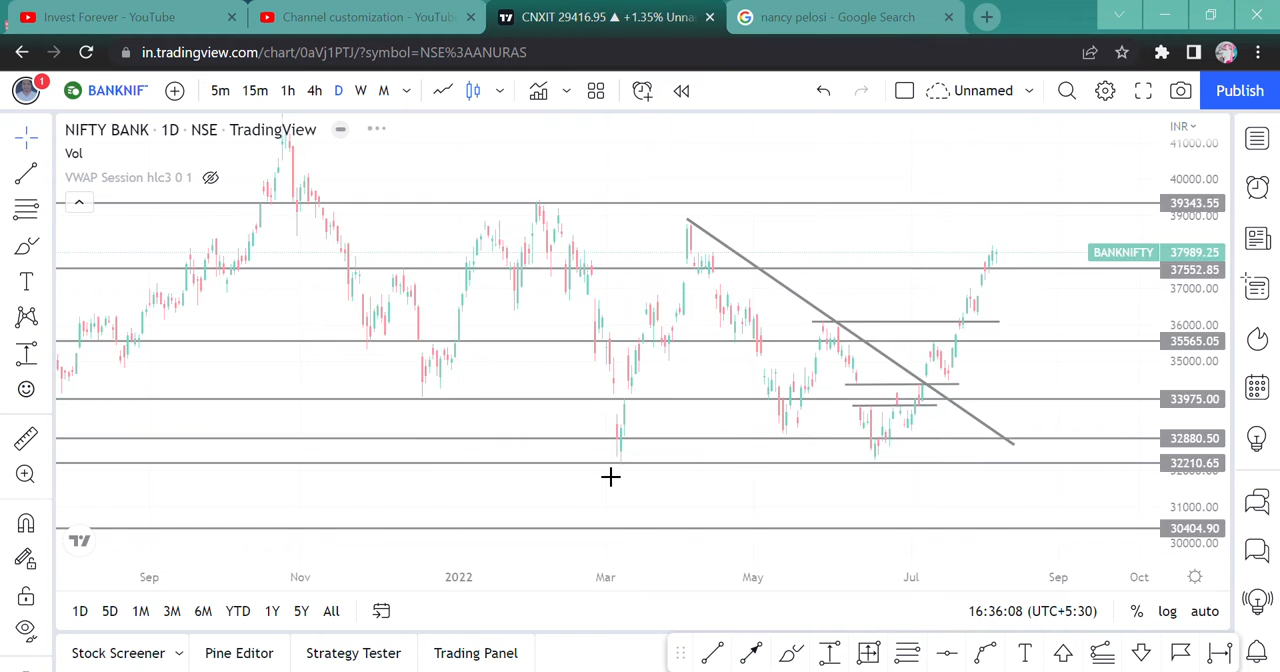 Invest Forever - YouTube
Channel customization - YouTube
CNXIT 29416.95 ▲ +1.35% Unna
nancy pelosi - Google Search
in.tradingview.com/chart/0aVj1PTJ/?symbol=NSE%3AANURAS
1
BANKNIF
5m 15m 1h 4h D W M
Unnamed
Publish
NIFTY BANK · 1D · NSE · TradingView
INR
Vol
VWAP Session hlc3 0 1
41000.00
40000.00
39343.55
39000.00
BANKNIFTY 37989.25
37552.85
37000.00
36000.00
35565.05
35000.00
33975.00
32880.50
32210.65
31000.00
30404.90
30000.00
Sep Nov 2022 Mar May Jul Sep Oct
1D 5D 1M 3M 6M YTD 1Y 5Y All
16:36:08 (UTC+5:30) % log auto
Stock Screener Pine Editor Strategy Tester Trading Panel